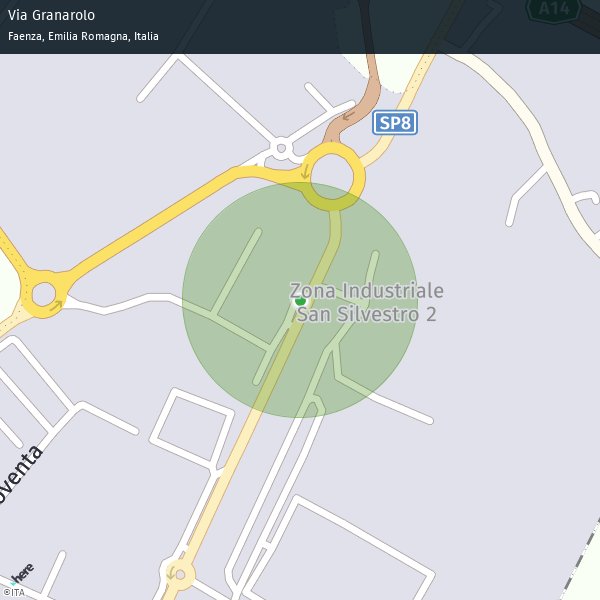 Via Granarolo
Faenza, Emilia Romagna, Italia
A14
SP8
Zona Industriale
San Silvestro 2
oventa
here
©ITA